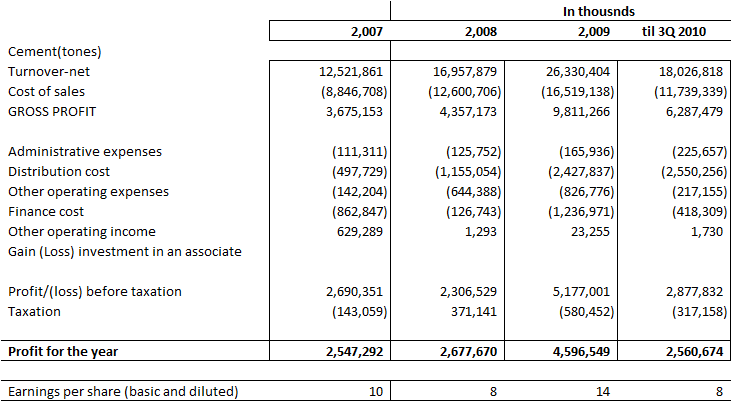 In thousnds
2,007 2,008 2,009 til 3Q 2010
Cement(tones)
Turnover-net 12,521,861 16,957,879 26,330,404 18,026,818
Cost of sales (8,846,708) (12,600,706) (16,519,138) (11,739,339)
GROSS PROFIT 3,675,153 4,357,173 9,811,266 6,287,479
Administrative expenses (111,311) (125,752) (165,936) (225,657)
Distribution cost (497,729) (1,155,054) (2,427,837) (2,550,256)
Other operating expenses (142,204) (644,388) (826,776) (217,155)
Finance cost (862,847) (126,743) (1,236,971) (418,309)
Other operating income 629,289 1,293 23,255 1,730
Gain (Loss) investment in an associate
Profit/(loss) before taxation 2,690,351 2,306,529 5,177,001 2,877,832
Taxation (143,059) 371,141 (580,452) (317,158)
Profit for the year 2,547,292 2,677,670 4,596,549 2,560,674
Earnings per share (basic and diluted) 10 8 14 8